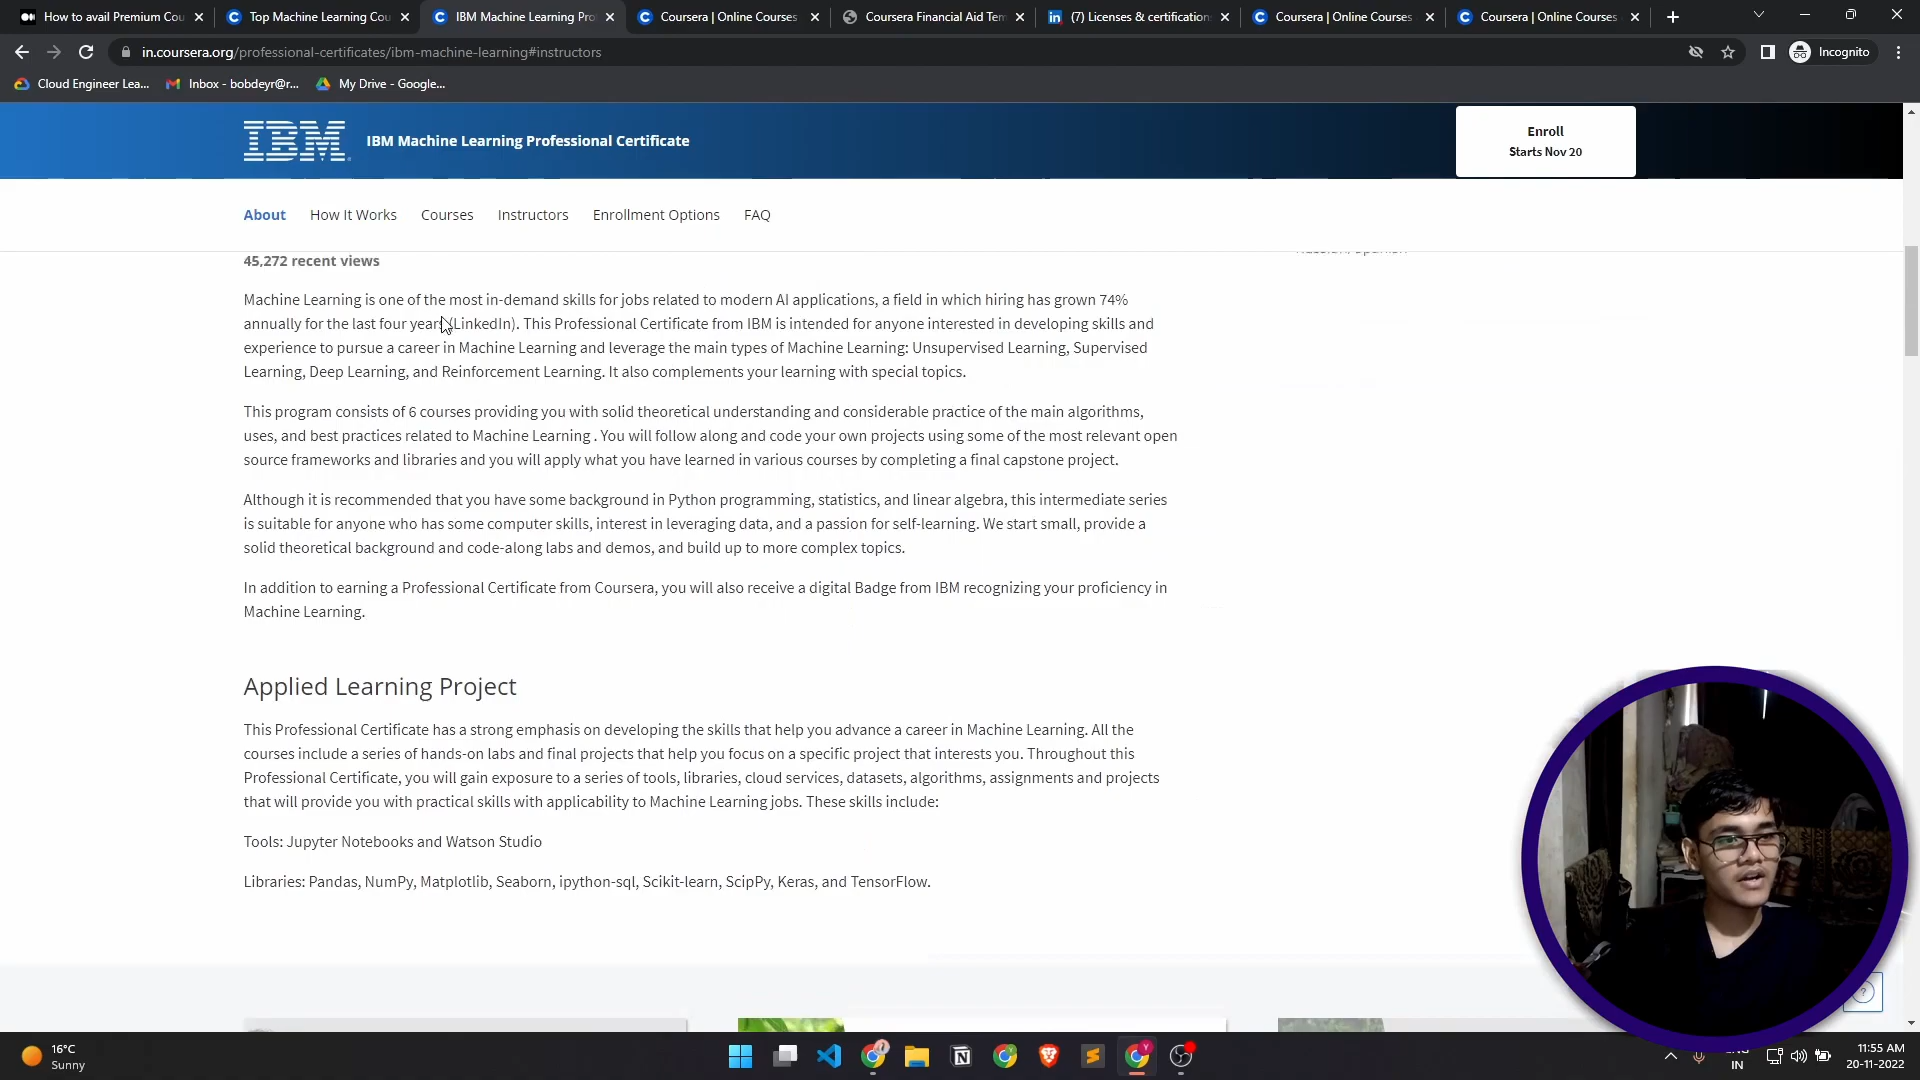 How to avail Premium Cou
Top Machine Learning Cou
IBM Machine Learning Pro
Coursera | Online Courses
Coursera Financial Aid Tem
in (7) Licenses & certification
Coursera | Online Courses
Coursera | Online Courses
in.coursera.org/professional-certificates/ibm-machine-learning#instructors
Incognito
Cloud Engineer Lea...
Inbox - bobdeyr@r...
My Drive - Google...
IBM
IBM Machine Learning Professional Certificate
Enroll
Starts Nov 20
About
How It Works
Courses
Instructors
Enrollment Options
FAQ
45,272 recent views
Machine Learning is one of the most in-demand skills for jobs related to modern AI applications, a field in which hiring has grown 74%
annually for the last four years (LinkedIn). This Professional Certificate from IBM is intended for anyone interested in developing skills and
experience to pursue a career in Machine Learning and leverage the main types of Machine Learning: Unsupervised Learning, Supervised
Learning, Deep Learning, and Reinforcement Learning. It also complements your learning with special topics.
This program consists of 6 courses providing you with solid theoretical understanding and considerable practice of the main algorithms,
uses, and best practices related to Machine Learning . You will follow along and code your own projects using some of the most relevant open
source frameworks and libraries and you will apply what you have learned in various courses by completing a final capstone project.
Although it is recommended that you have some background in Python programming, statistics, and linear algebra, this intermediate series
is suitable for anyone who has some computer skills, interest in leveraging data, and a passion for self-learning. We start small, provide a
solid theoretical background and code-along labs and demos, and build up to more complex topics.
In addition to earning a Professional Certificate from Coursera, you will also receive a digital Badge from IBM recognizing your proficiency in
Machine Learning.
Applied Learning Project
This Professional Certificate has a strong emphasis on developing the skills that help you advance a career in Machine Learning. All the
courses include a series of hands-on labs and final projects that help you focus on a specific project that interests you. Throughout this
Professional Certificate, you will gain exposure to a series of tools, libraries, cloud services, datasets, algorithms, assignments and projects
that will provide you with practical skills with applicability to Machine Learning jobs. These skills include:
Tools: Jupyter Notebooks and Watson Studio
Libraries: Pandas, NumPy, Matplotlib, Seaborn, ipython-sql, Scikit-learn, ScipPy, Keras, and TensorFlow.
16°C
Sunny
IN
11:55 AM
20-11-2022